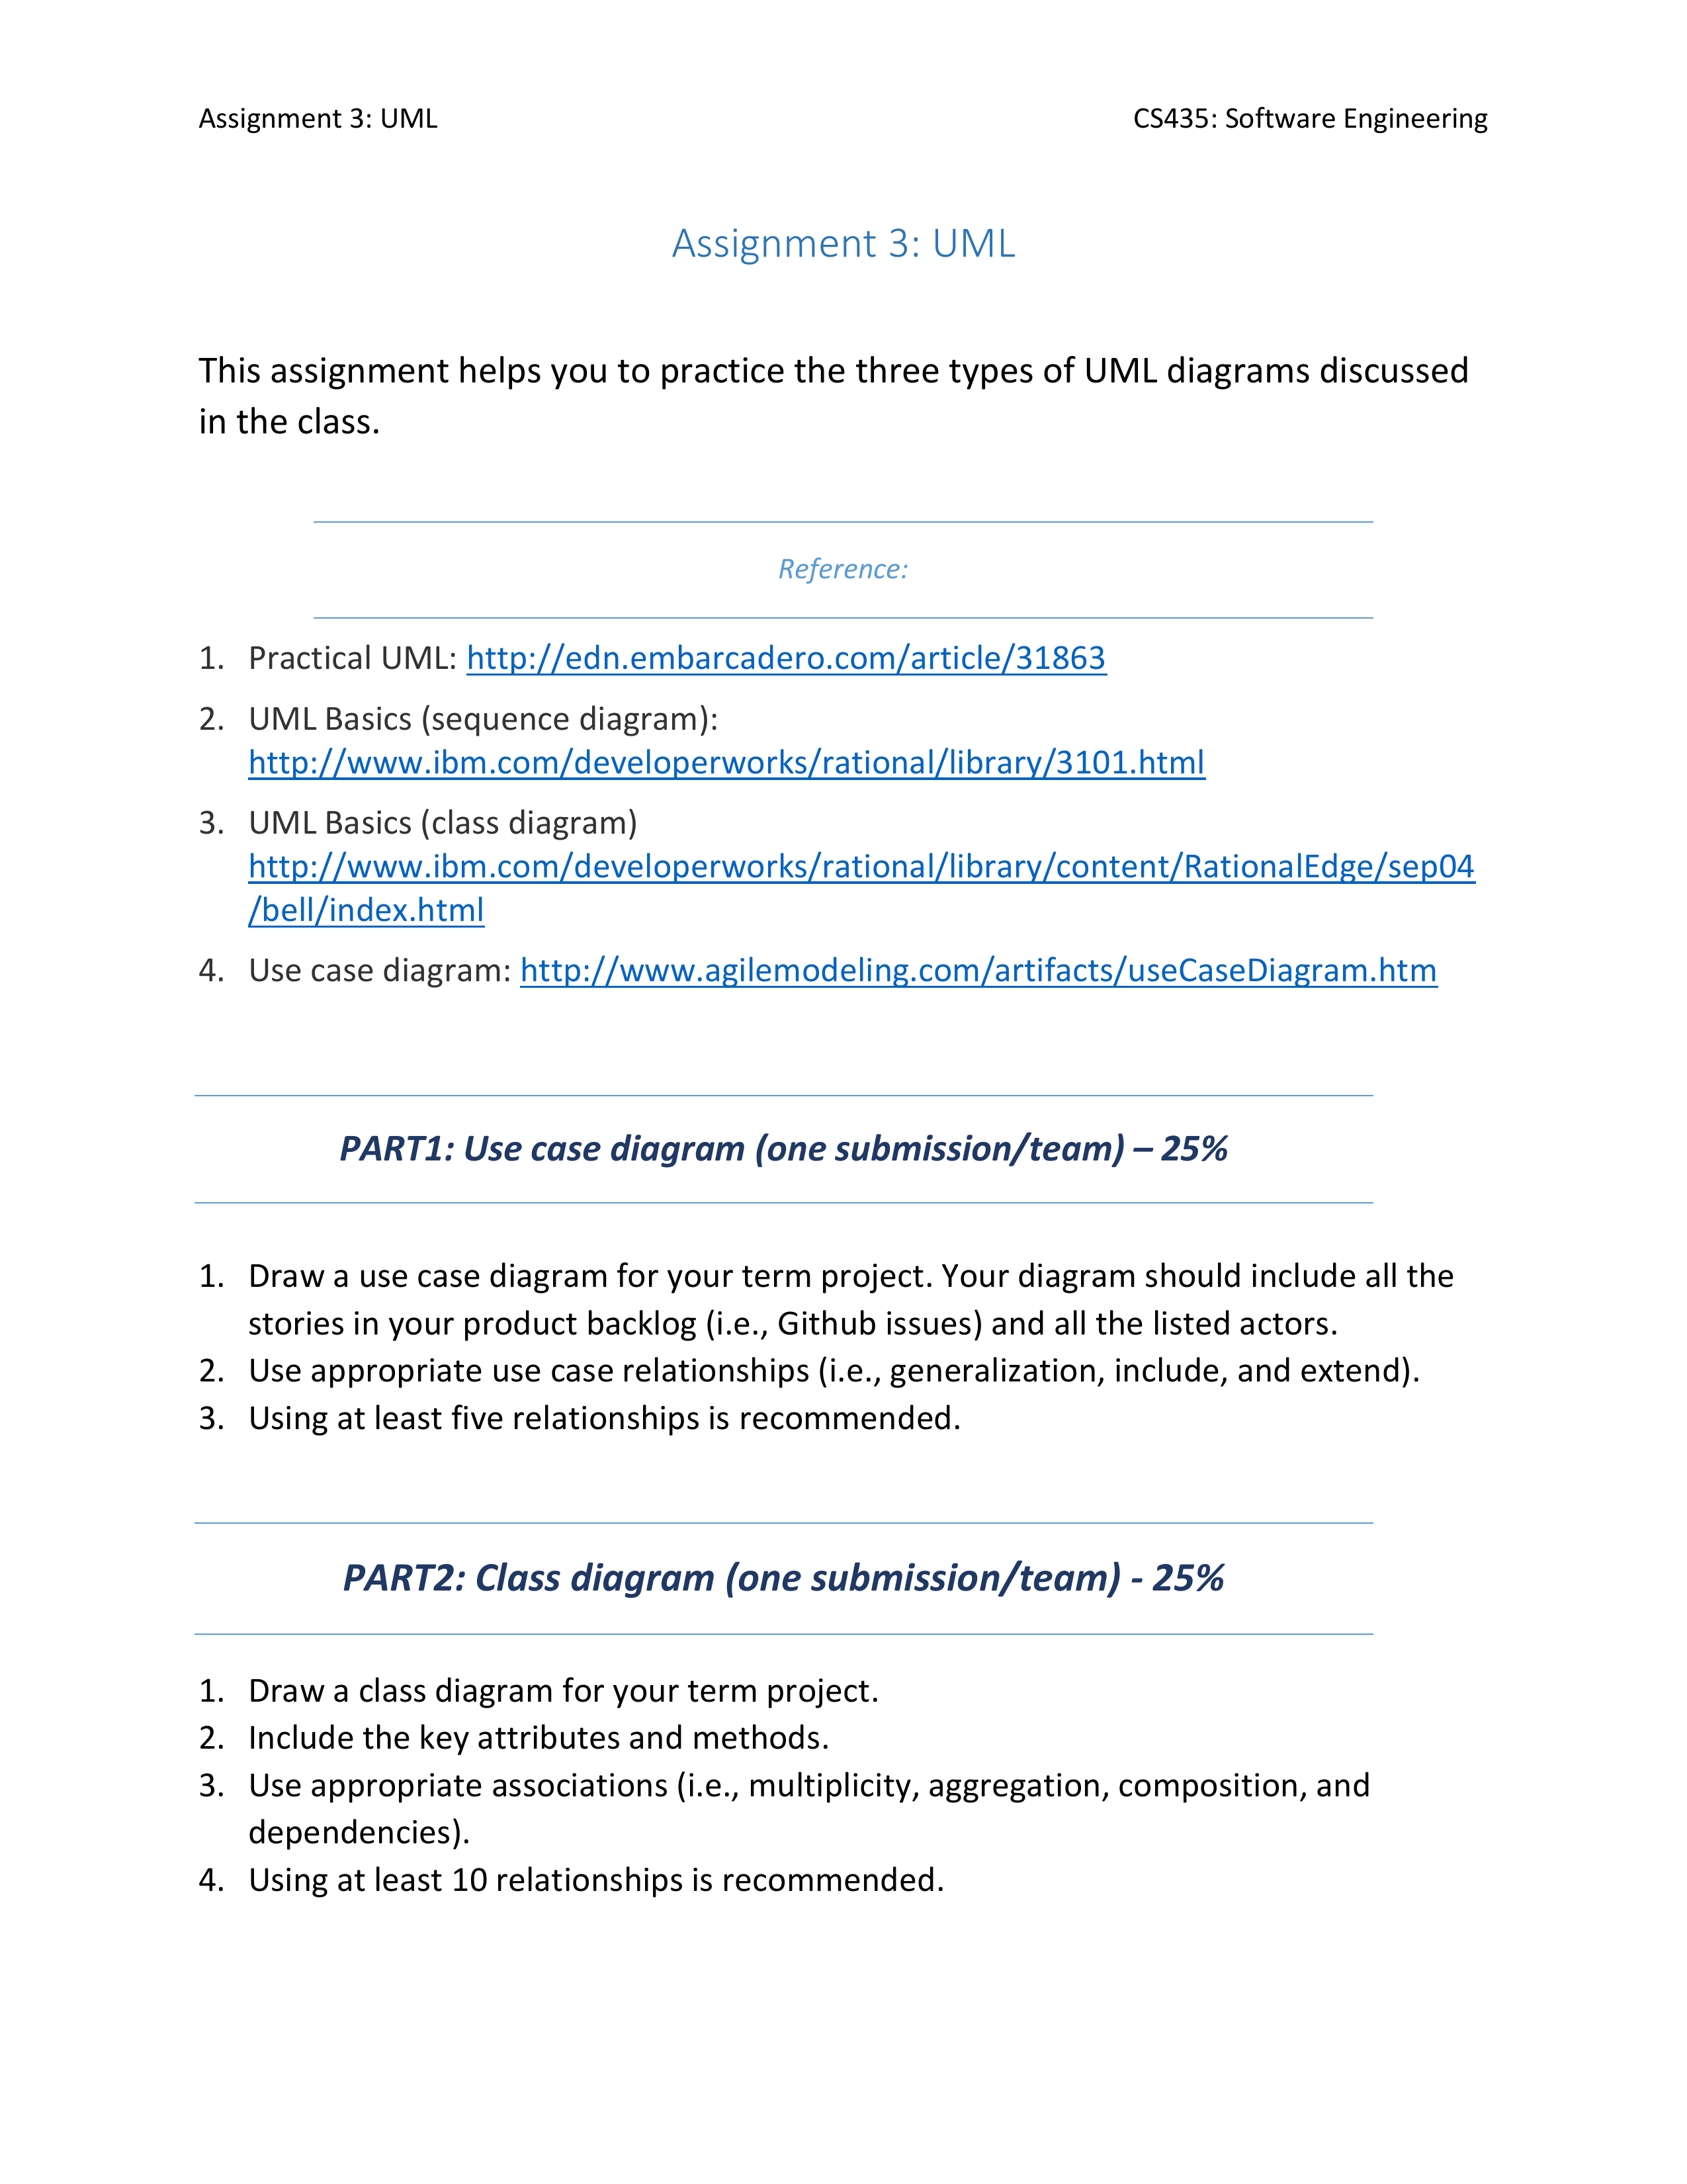 Assignment 3: UML CS435: Software Engineering
Assignment 3: UML
This assignment helps you to practice the three types of UML diagrams discussed
in the class.
Reference:
1. Practical UML: http://edn.embarcadero.com/article/31863
2. UML Basics (sequence diagram):
http://www.ibm.com/developerworks/rational/library/3101.html
3. UML Basics (class diagram)
http://www.ibm.com/developerworks/rational/library/content/RationalEdge/sep04
/bell/index.html
4. Use case diagram: http://www.agilemodeling.com/artifacts/useCaseDiagram.htm
PART1: Use case diagram (one submission/team) – 25%
1. Draw a use case diagram for your term project. Your diagram should include all the
stories in your product backlog (i.e., Github issues) and all the listed actors.
2. Use appropriate use case relationships (i.e., generalization, include, and extend).
3. Using at least five relationships is recommended.
PART2: Class diagram (one submission/team) - 25%
1. Draw a class diagram for your term project.
2. Include the key attributes and methods.
3. Use appropriate associations (i.e., multiplicity, aggregation, composition, and
dependencies).
4. Using at least 10 relationships is recommended.